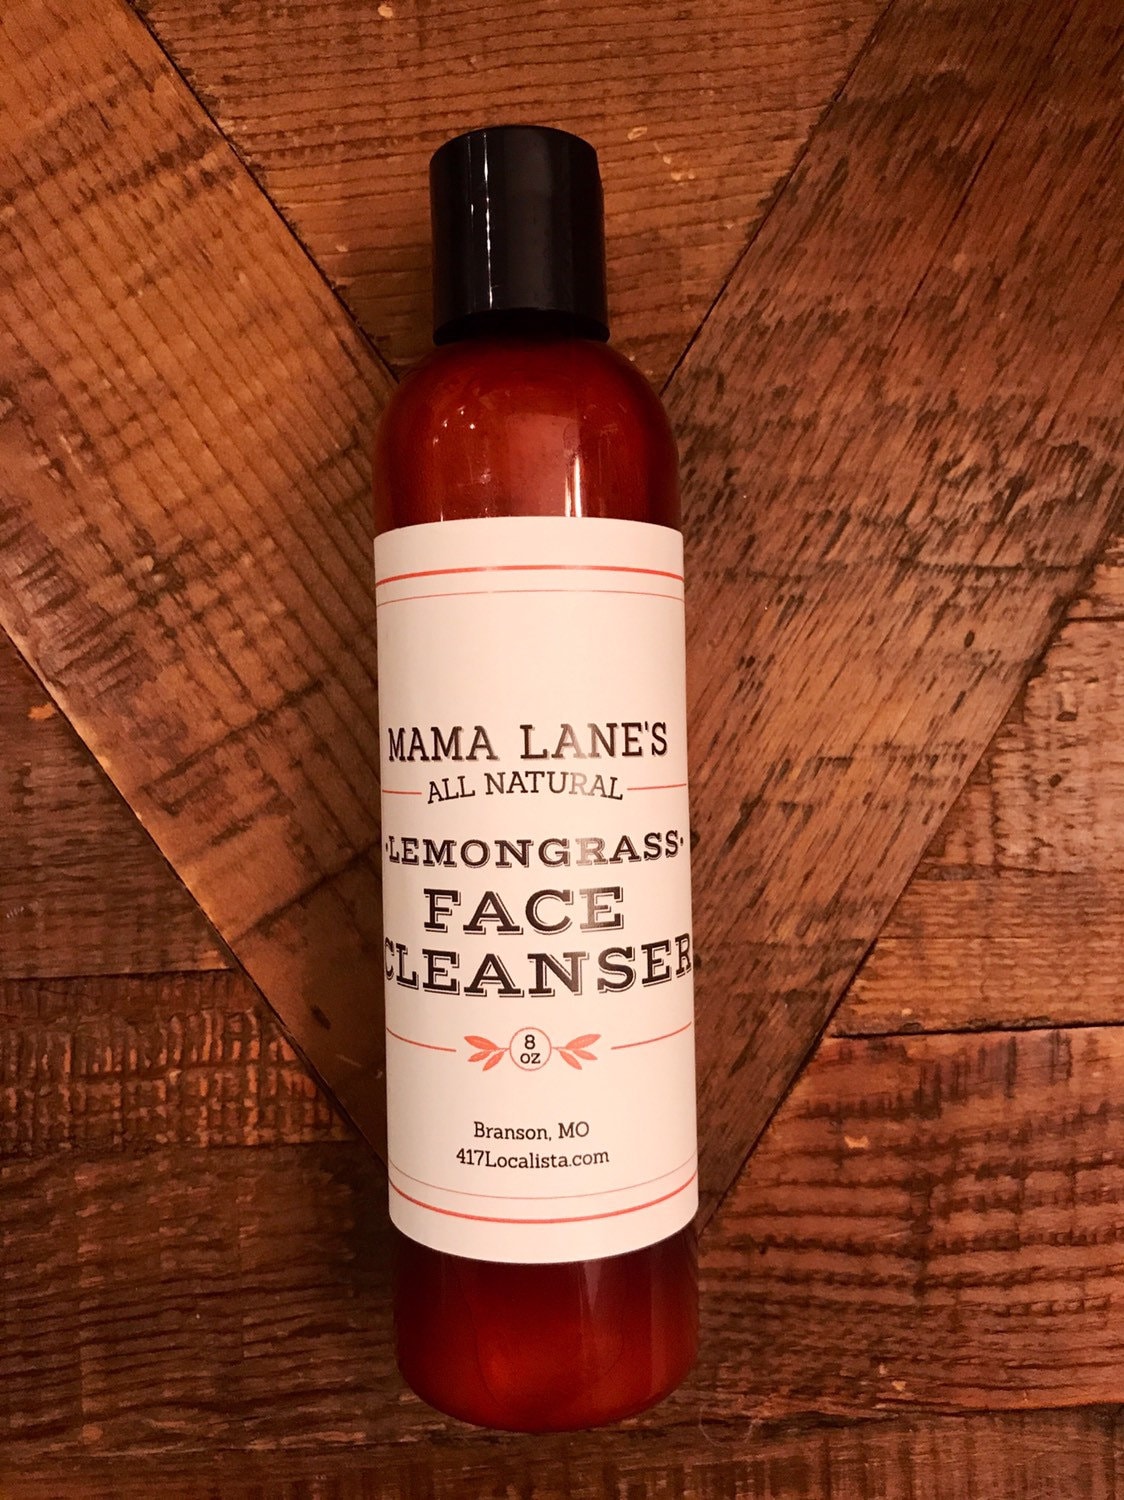 MAMA LANE'S
ALL NATURAL
·LEMONGRASS·
FACE
CLEANSER
8
OZ
Branson, MO
417Localista.com